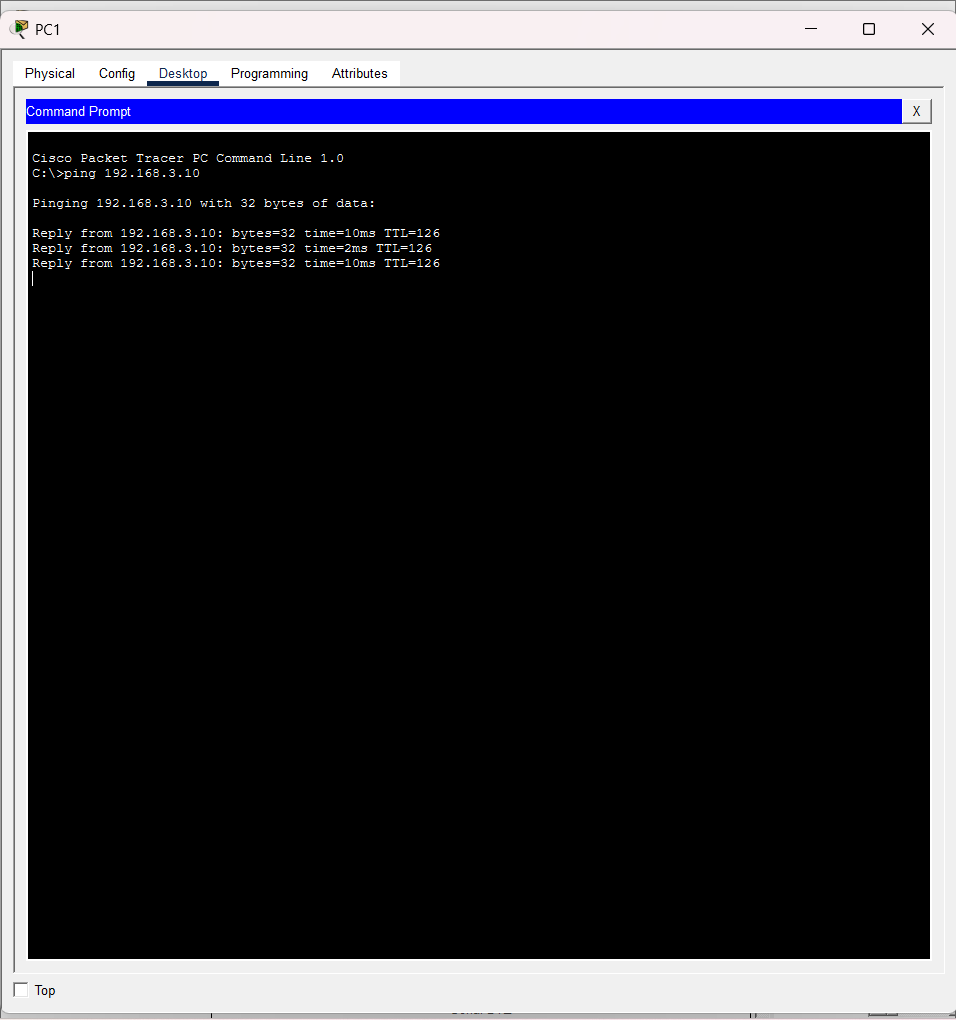 PC1
Physical Config Desktop Programming Attributes
Command Prompt X
Cisco Packet Tracer PC Command Line 1.0
C:\>ping 192.168.3.10
Pinging 192.168.3.10 with 32 bytes of data:
Reply from 192.168.3.10: bytes=32 time=10ms TTL=126
Reply from 192.168.3.10: bytes=32 time=2ms TTL=126
Reply from 192.168.3.10: bytes=32 time=10ms TTL=126
Top